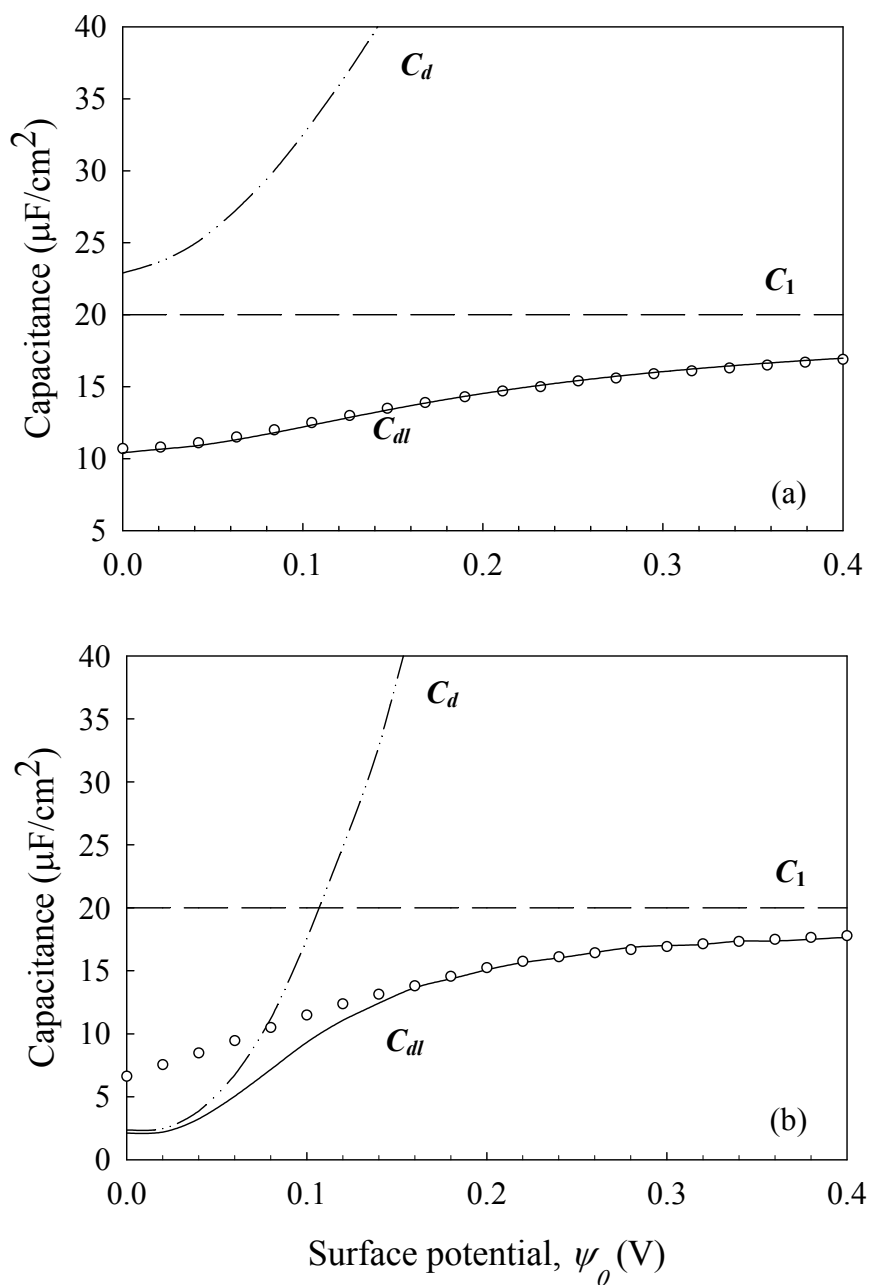 40
35
30
25
20
15
10
5
Capacitance (μF/cm²)
C_d
C_1
C_dl
(a)
0.0 0.1 0.2 0.3 0.4
40
35
30
25
20
15
10
5
0
Capacitance (μF/cm²)
C_d
C_1
C_dl
(b)
0.0 0.1 0.2 0.3 0.4
Surface potential, ψ_0 (V)